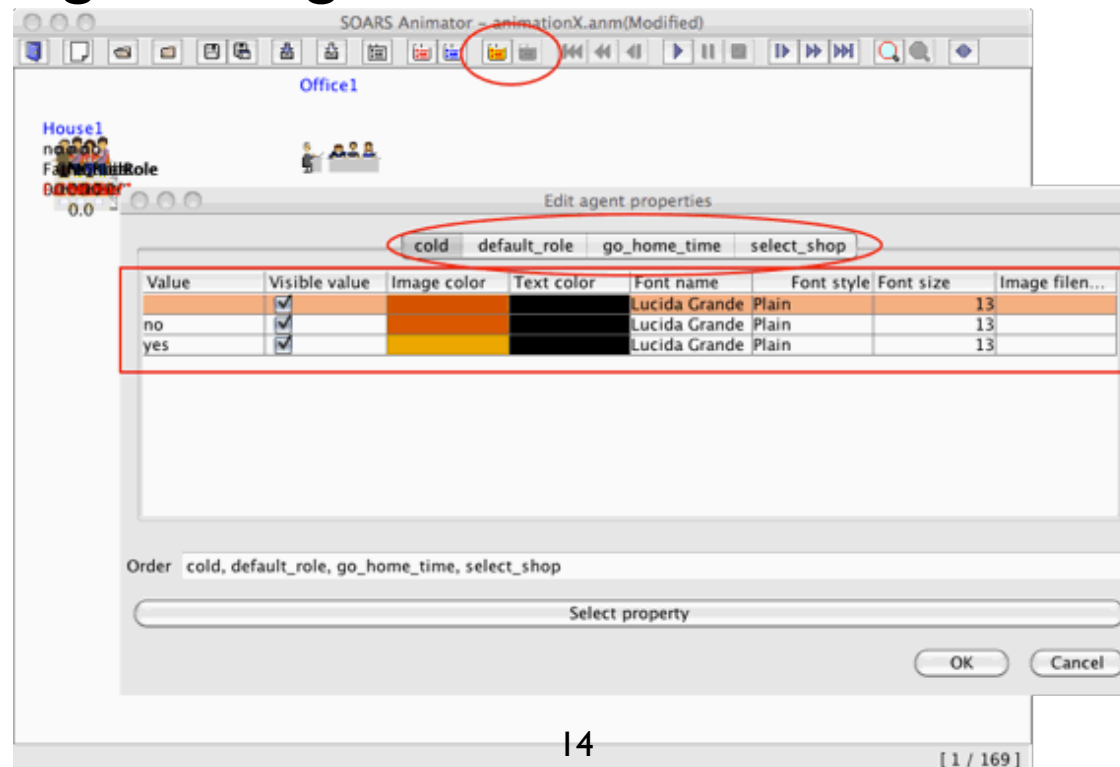 SOARS Animator – animationX.anm(Modified)
Office1
House1
0.0
Edit agent properties
cold default_role go_home_time select_shop
Value Visible value Image color Text color Font name Font style Font size Image filen...
Lucida Grande Plain 13
no Lucida Grande Plain 13
yes Lucida Grande Plain 13
Order cold, default_role, go_home_time, select_shop
Select property
OK Cancel
14
[ 1 / 169 ]